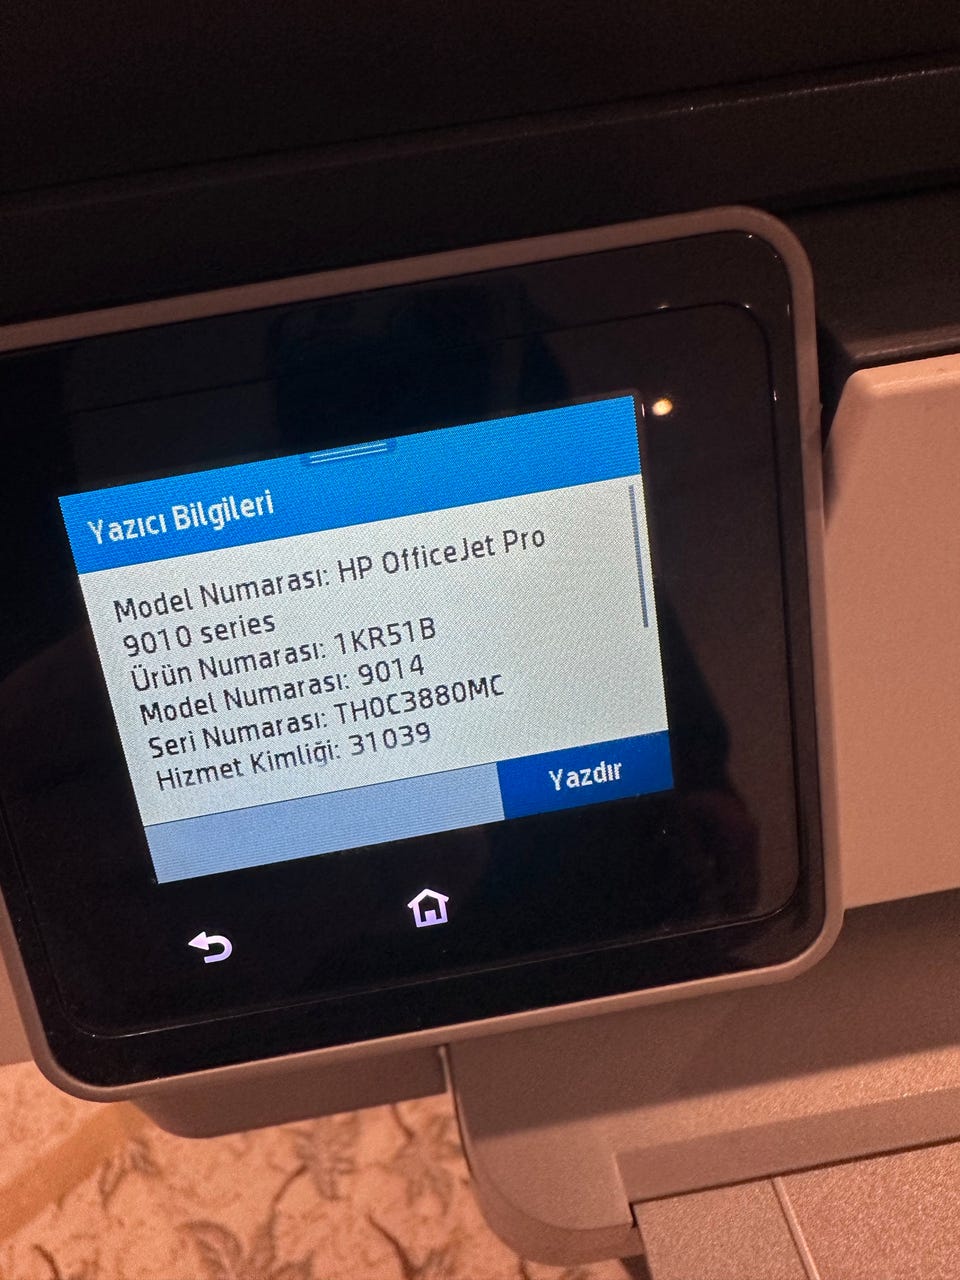 Yazıcı Bilgileri
Model Numarası: HP OfficeJet Pro
9010 series
Ürün Numarası: 1KR51B
Model Numarası: 9014
Seri Numarası: TH0C3880MC
Hizmet Kimliği: 31039
Yazdır